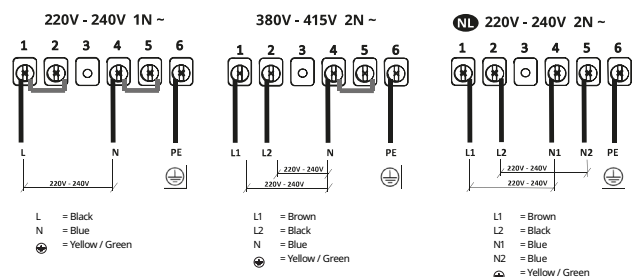 220V - 240V 1N ~
1 2 3 4 5 6
L N PE
220V - 240V
L = Black
N = Blue
= Yellow / Green
380V - 415V 2N ~
1 2 3 4 5 6
L1 L2 N PE
220V - 240V
220V - 240V
L1 = Brown
L2 = Black
N = Blue
= Yellow / Green
NL 220V - 240V 2N ~
1 2 3 4 5 6
L1 L2 N1 N2 PE
220V - 240V
220V - 240V
L1 = Brown
L2 = Black
N1 = Blue
N2 = Blue
= Yellow / Green